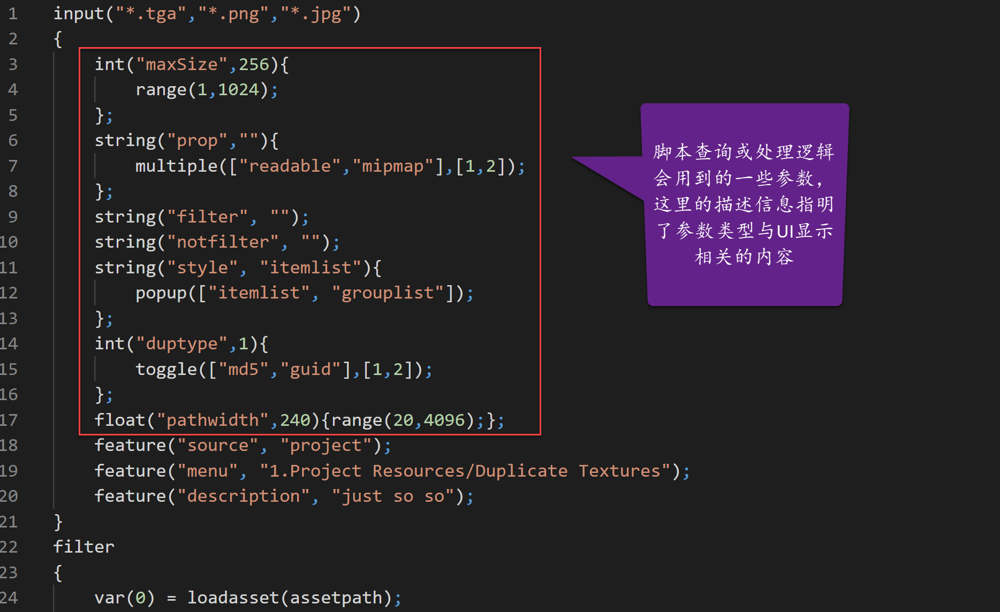 1 input("*.tga","*.png","*.jpg")
2 {
3 int("maxSize",256){
4 range(1,1024);
5 };
6 string("prop",""){
7 multiple(["readable","mipmap"],[1,2]);
8 };
9 string("filter", "");
10 string("notfilter", "");
11 string("style", "itemlist"){
12 popup(["itemlist", "grouplist"]);
13 };
14 int("duptype",1){
15 toggle(["md5","guid"],[1,2]);
16 };
17 float("pathwidth",240){range(20,4096);};
18 feature("source", "project");
19 feature("menu", "1.Project Resources/Duplicate Textures");
20 feature("description", "just so so");
21 }
22 filter
23 {
24 var(0) = loadasset(assetpath);
脚本查询或处理逻辑
会用到的一些参数，
这里的描述信息指明
了参数类型与UI显示
相关的内容